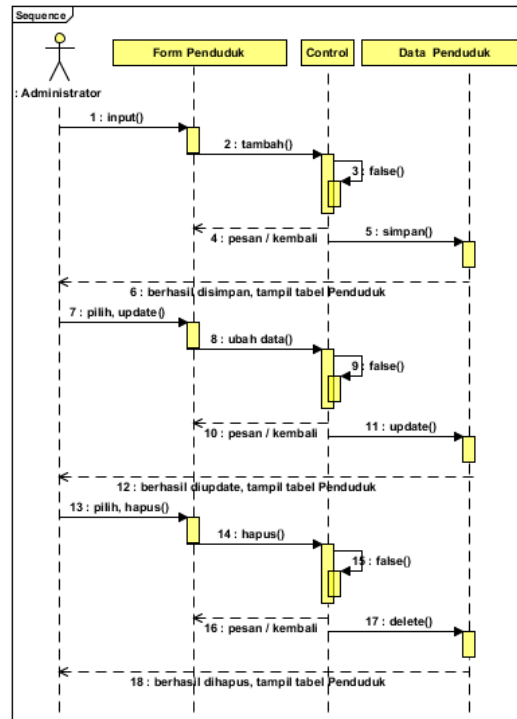 Sequence
Form Penduduk
Control
Data Penduduk
: Administrator
1 : input()
2 : tambah()
3 : false()
4 : pesan / kembali
5 : simpan()
6 : berhasil disimpan, tampil tabel Penduduk
7 : pilih, update()
8 : ubah data()
9 : false()
10 : pesan / kembali
11 : update()
12 : berhasil diupdate, tampil tabel Penduduk
13 : pilih, hapus()
14 : hapus()
15 : false()
16 : pesan / kembali
17 : delete()
18 : berhasil dihapus, tampil tabel Penduduk